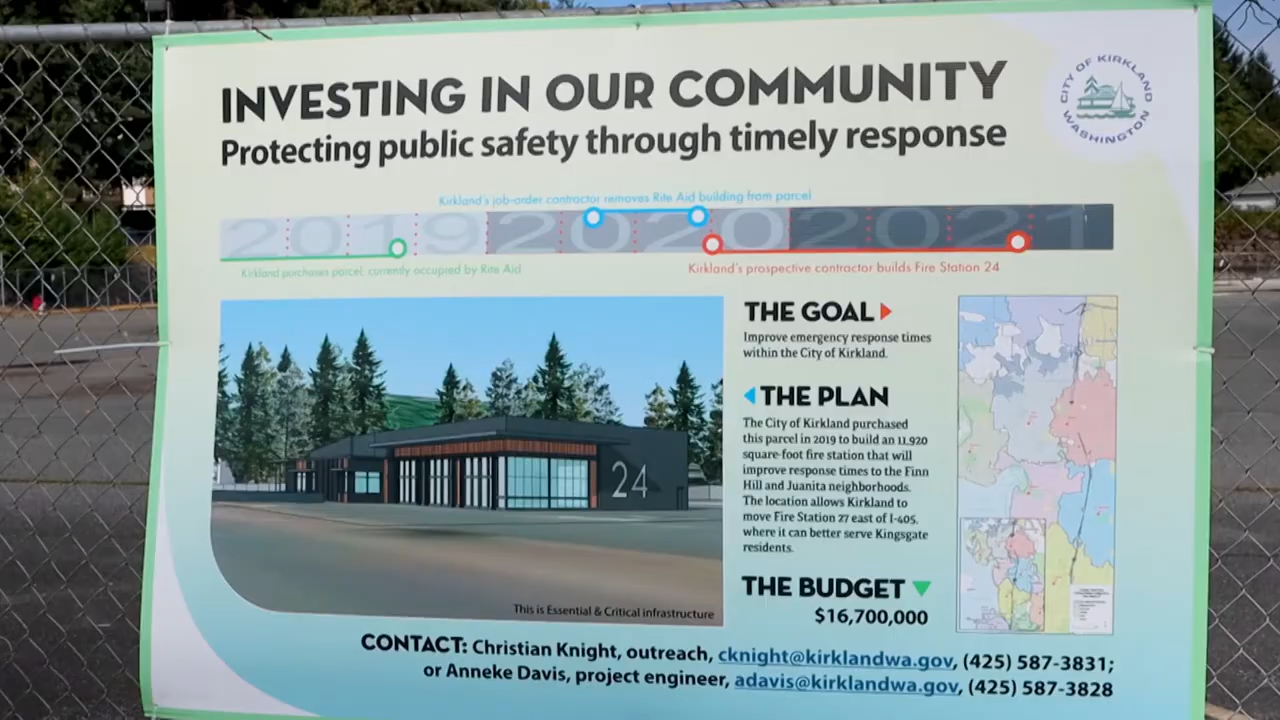 INVESTING IN OUR COMMUNITY
Protecting public safety through timely response
CITY OF KIRKLAND
WASHINGTON
Kirkland's job-order contractor removes Rite Aid building from parcel
2019 2020 2021
Kirkland purchases parcel, currently occupied by Rite Aid
Kirkland's prospective contractor builds Fire Station 24
THE GOAL
Improve emergency response times
within the City of Kirkland.
THE PLAN
The City of Kirkland purchased
this parcel in 2019 to build an 11,920
square-foot fire station that will
improve response times to the Finn
Hill and Juanita neighborhoods.
The location allows Kirkland to
move Fire Station 27 east of I-405,
where it can better serve Kingsgate
residents.
24
THE BUDGET
$16,700,000
This is Essential & Critical infrastructure
CONTACT: Christian Knight, outreach, cknight@kirklandwa.gov, (425) 587-3831;
or Anneke Davis, project engineer, adavis@kirklandwa.gov, (425) 587-3828